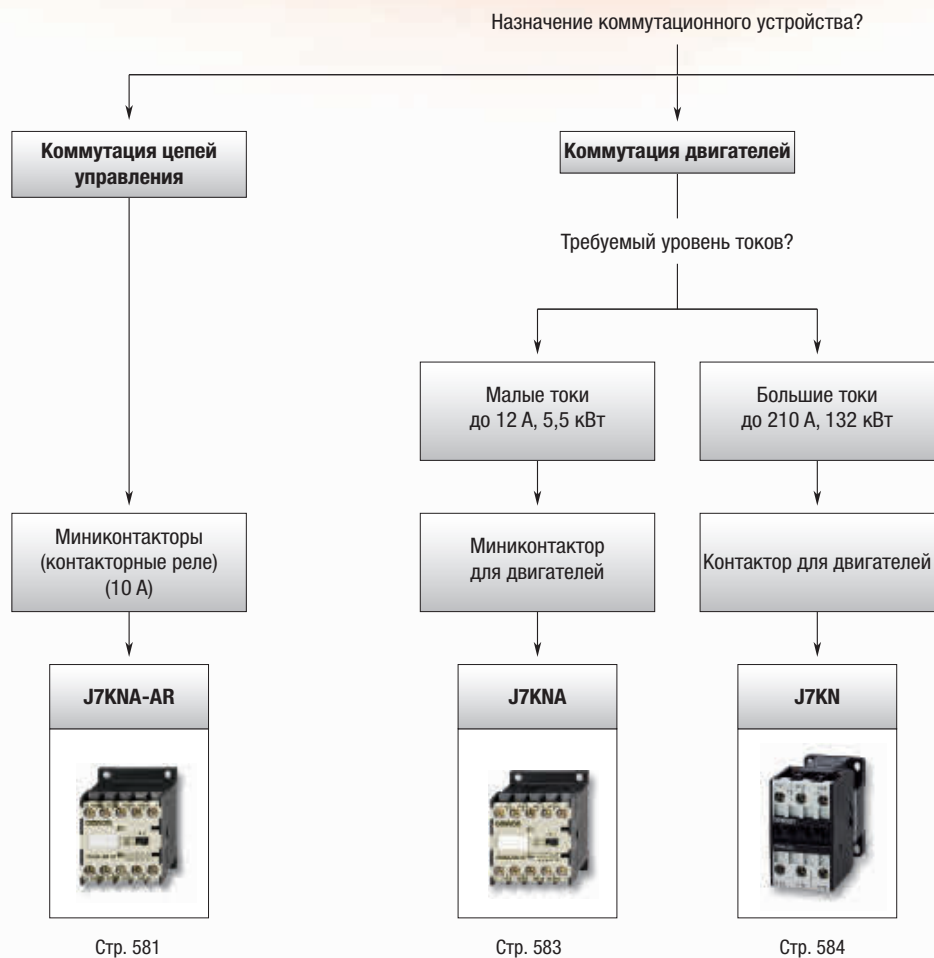 Назначение коммутационного устройства?
Коммутация цепей
управления
Коммутация двигателей
Требуемый уровень токов?
Малые токи
до 12 А, 5,5 кВт
Большие токи
до 210 А, 132 кВт
Миниконтакторы
(контакторные реле)
(10 А)
Миниконтактор
для двигателей
Контактор для двигателей
J7KNA-AR
J7KNA
J7KN
Стр. 581
Стр. 583
Стр. 584